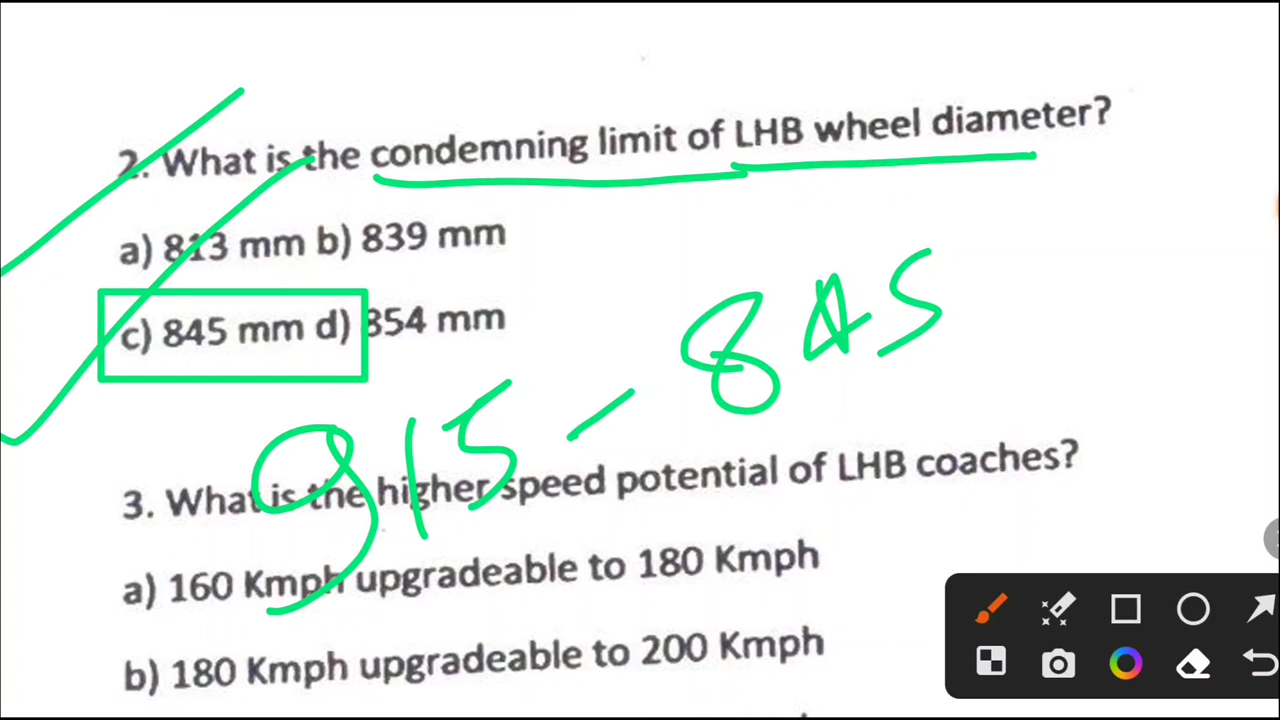 2. What is the condemning limit of LHB wheel diameter?
a) 813 mm b) 839 mm
c) 845 mm d) 854 mm
915 - 845
3. What is the higher speed potential of LHB coaches?
a) 160 Kmph upgradeable to 180 Kmph
b) 180 Kmph upgradeable to 200 Kmph